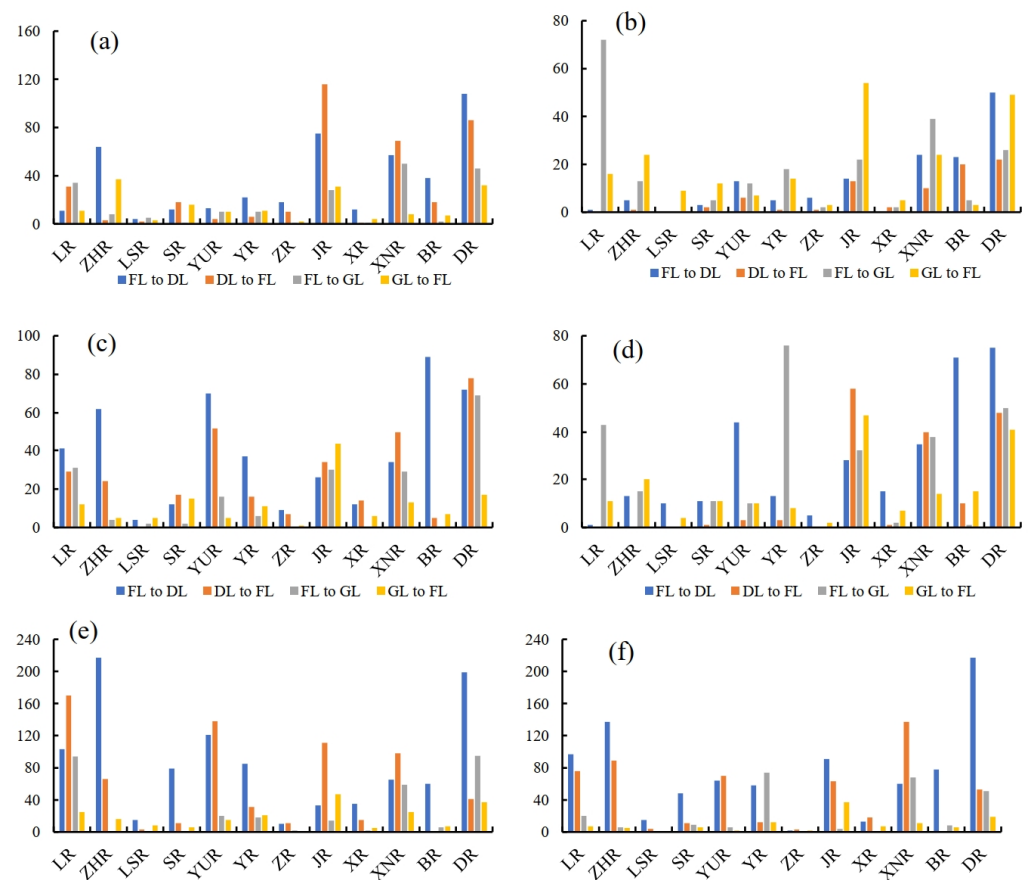 (a)
160
120
80
40
0
LR ZHR LSR SR YUR YR ZR JR XR XNR BR DR
FL to DL DL to FL FL to GL GL to FL
(b)
80
60
40
20
0
LR ZHR LSR SR YUR YR ZR JR XR XNR BR DR
FL to DL DL to FL FL to GL GL to FL
(c)
100
80
60
40
20
0
LR ZHR LSR SR YUR YR ZR JR XR XNR BR DR
FL to DL DL to FL FL to GL GL to FL
(d)
80
60
40
20
0
LR ZHR LSR SR YUR YR ZR JR XR XNR BR DR
FL to DL DL to FL FL to GL GL to FL
(e)
240
200
160
120
80
40
0
LR ZHR LSR SR YUR YR ZR JR XR XNR BR DR
(f)
240
200
160
120
80
40
0
LR ZHR LSR SR YUR YR ZR JR XR XNR BR DR